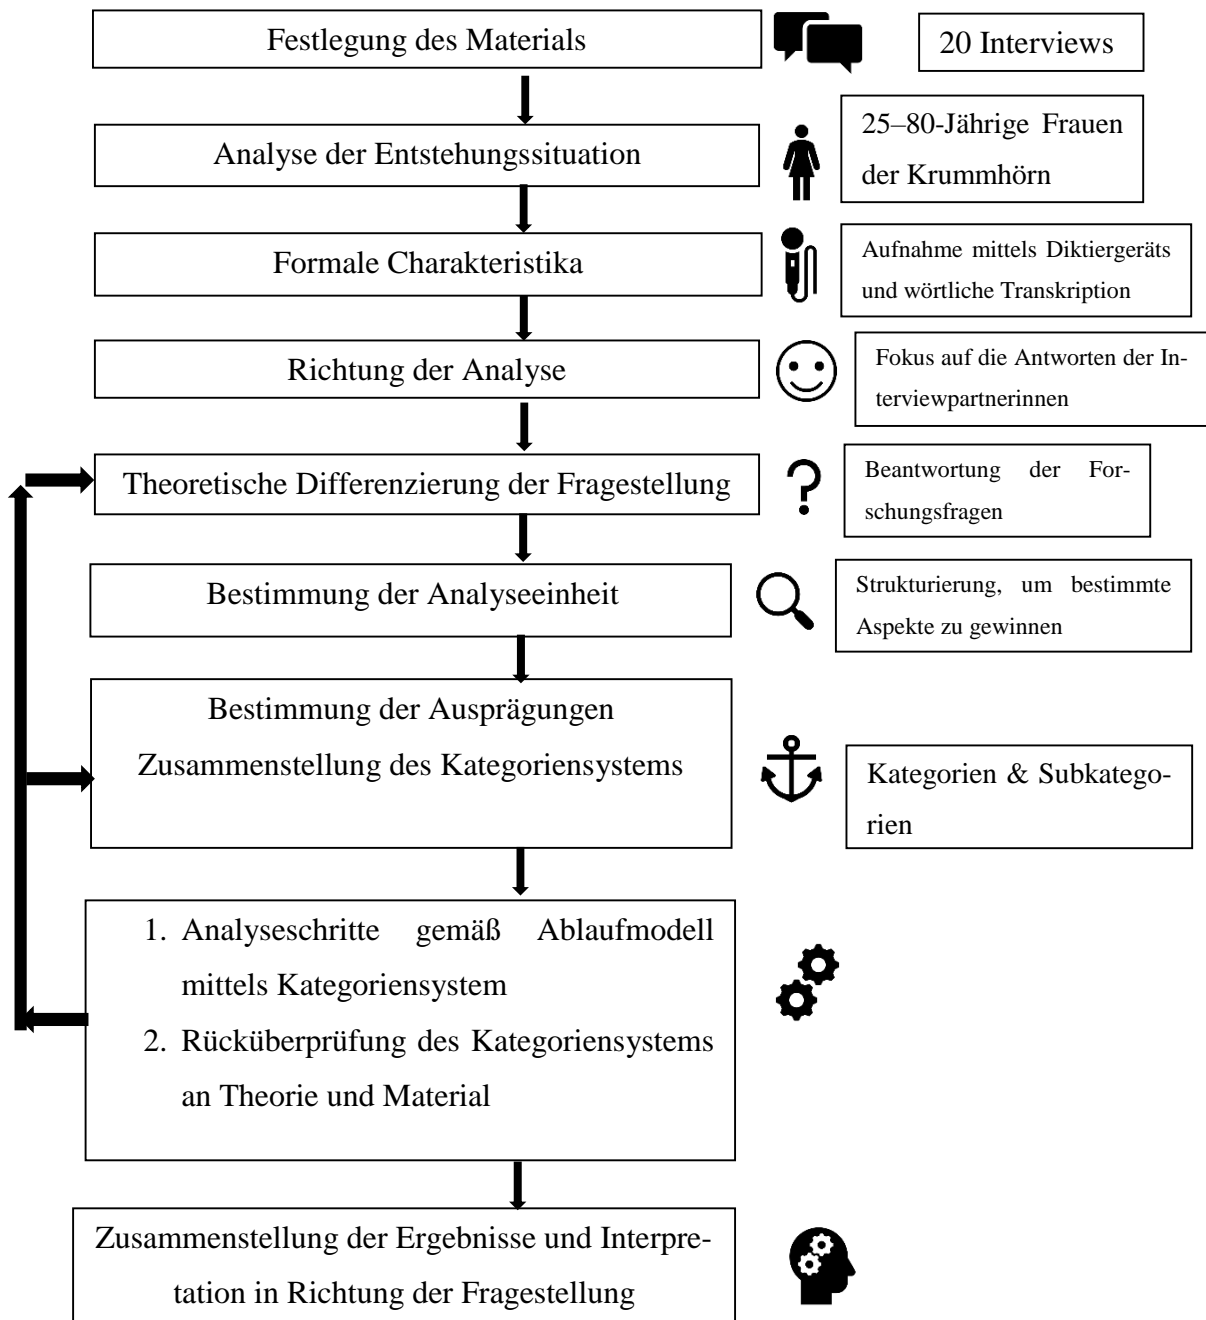 Festlegung des Materials
20 Interviews
Analyse der Entstehungssituation
25–80-Jährige Frauen
der Krummhörn
Formale Charakteristika
Aufnahme mittels Diktiergeräts
und wörtliche Transkription
Richtung der Analyse
Fokus auf die Antworten der In-
terviewpartnerinnen
Theoretische Differenzierung der Fragestellung
Beantwortung der For-
schungsfragen
Bestimmung der Analyseeinheit
Strukturierung, um bestimmte
Aspekte zu gewinnen
Bestimmung der Ausprägungen
Zusammenstellung des Kategoriensystems
Kategorien & Subkatego-
rien
1. Analyseschritte gemäß Ablaufmodell
mittels Kategoriensystem
2. Rücküberprüfung des Kategoriensystems
an Theorie und Material
Zusammenstellung der Ergebnisse und Interpre-
tation in Richtung der Fragestellung